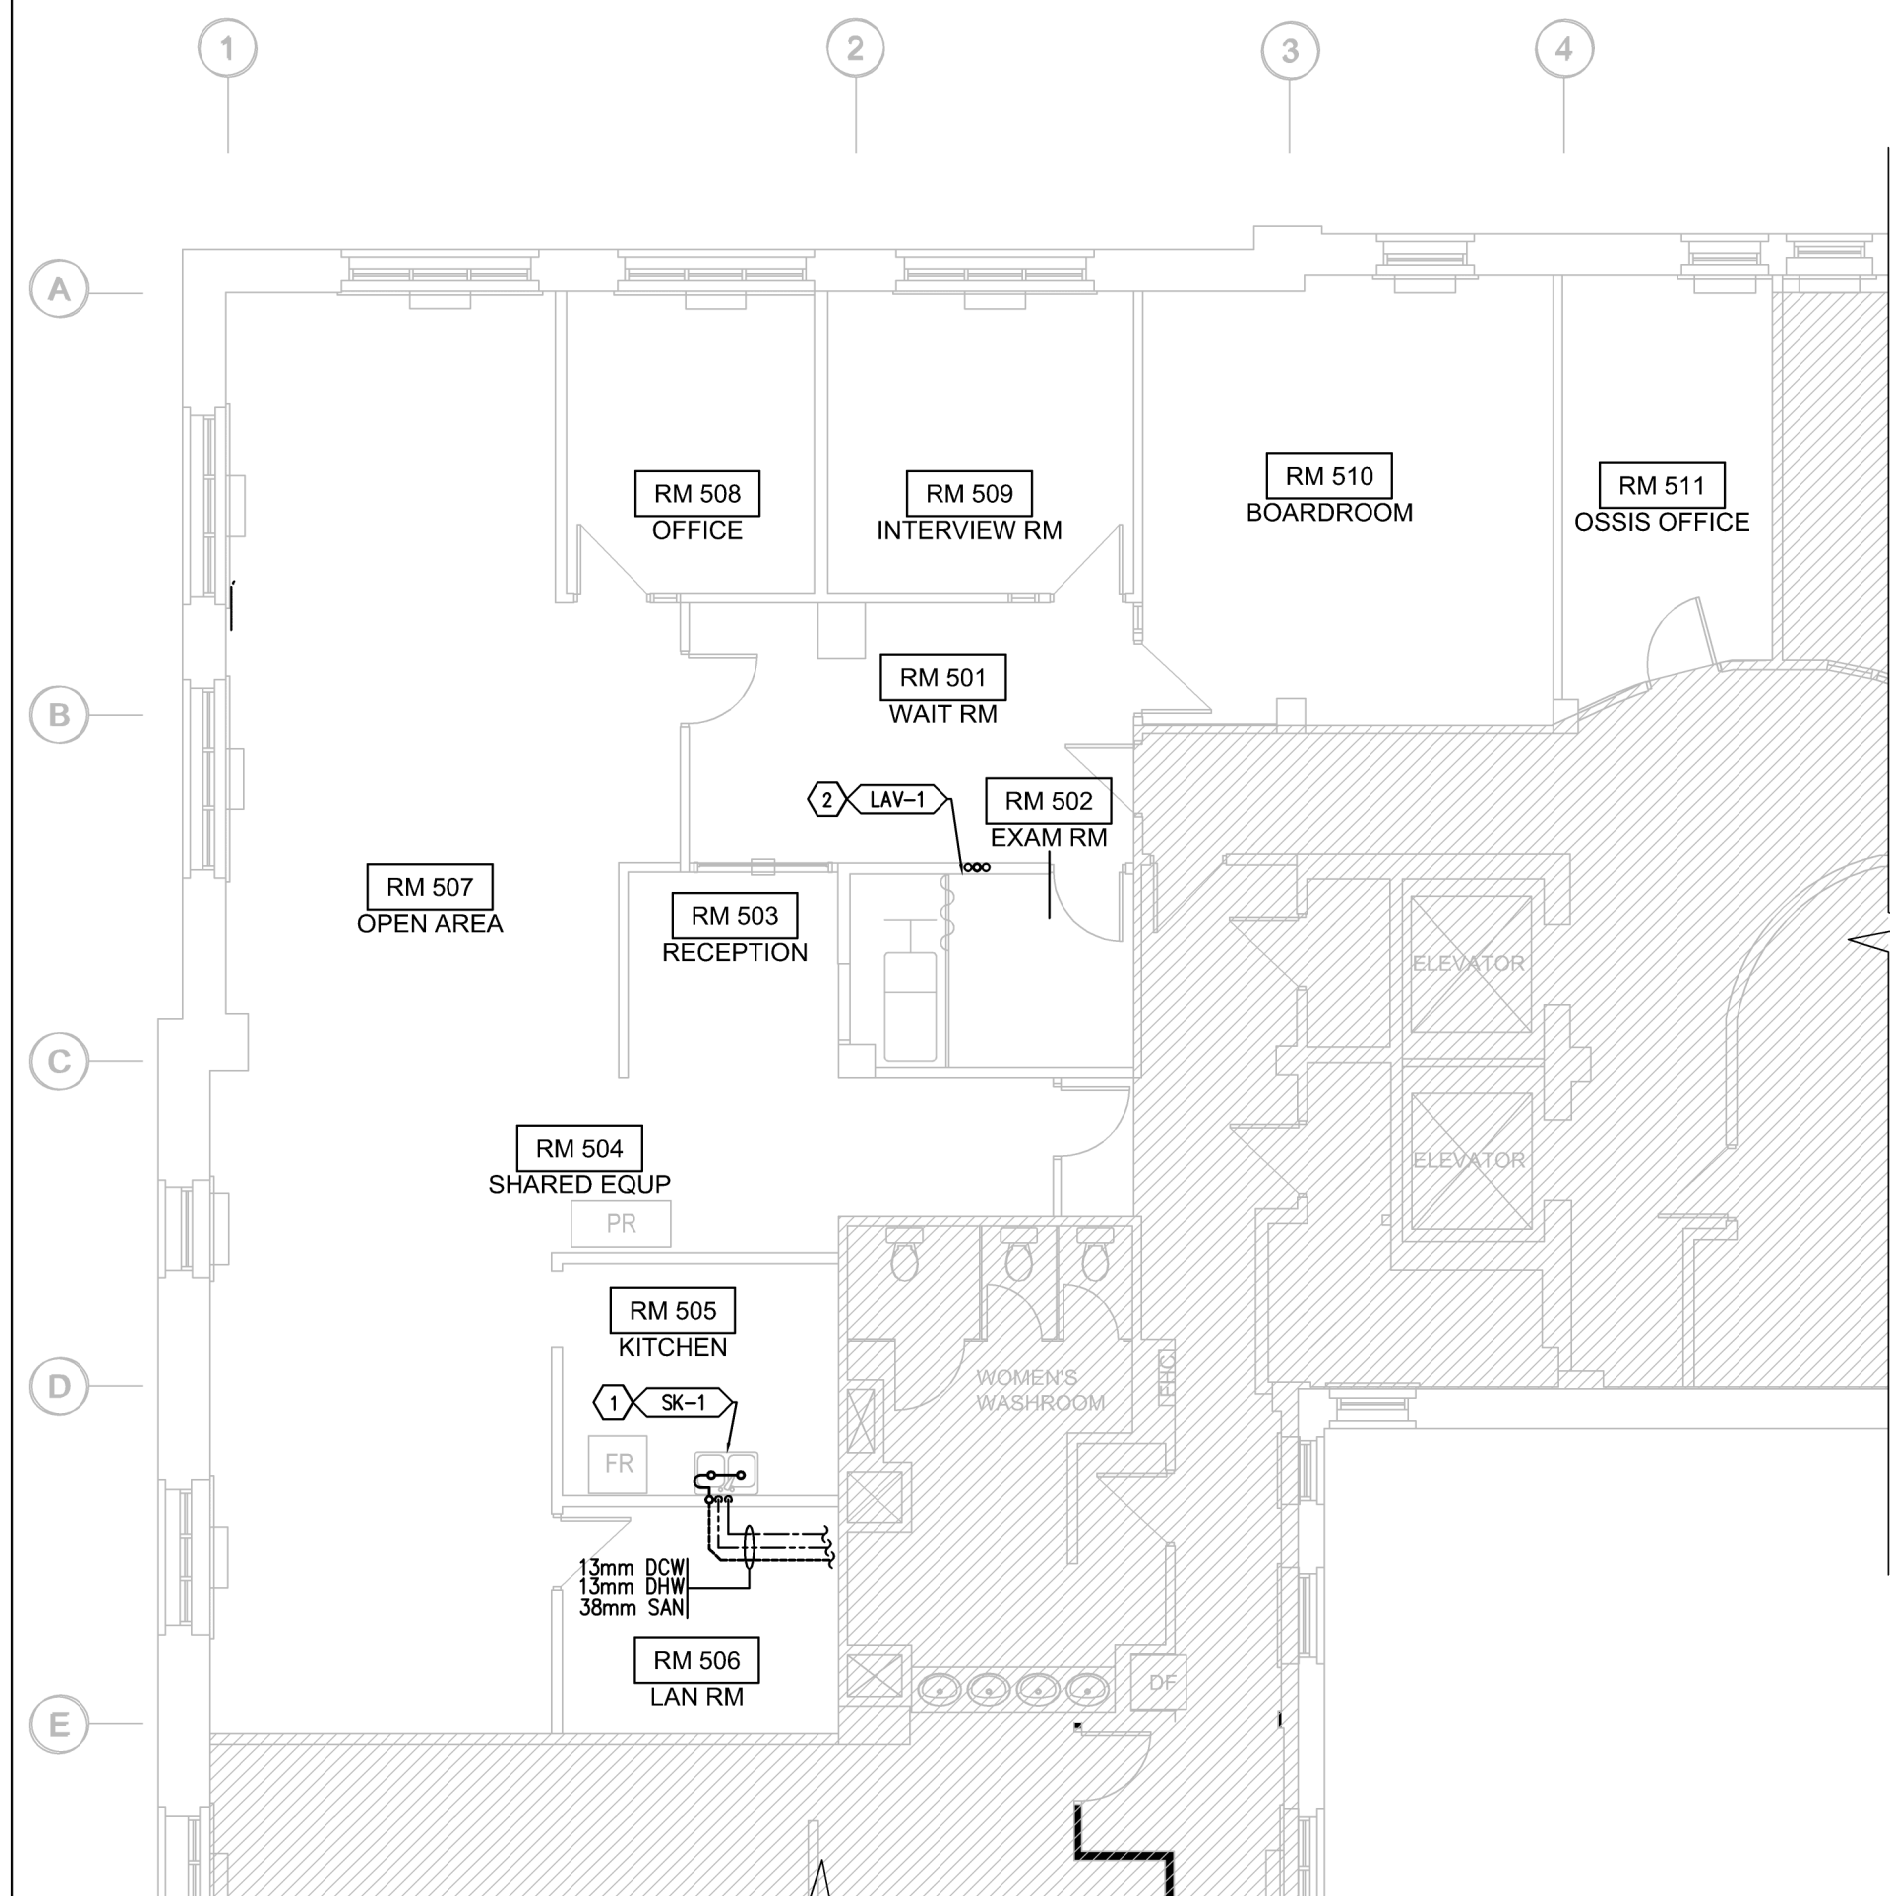 1
2
3
4
A
RM 508
OFFICE
RM 509
INTERVIEW RM
RM 510
BOARDROOM
RM 511
OSSIS OFFICE
B
RM 501
WAIT RM
2
LAV-1
RM 502
EXAM RM
RM 507
OPEN AREA
RM 503
RECEPTION
ELEVATOR
C
RM 504
SHARED EQUP
ELEVATOR
PR
RM 505
KITCHEN
D
WOMEN'S
WASHROOM
FHC
1
SK-1
FR
13mm DCW
13mm DHW
38mm SAN
RM 506
LAN RM
DF
E